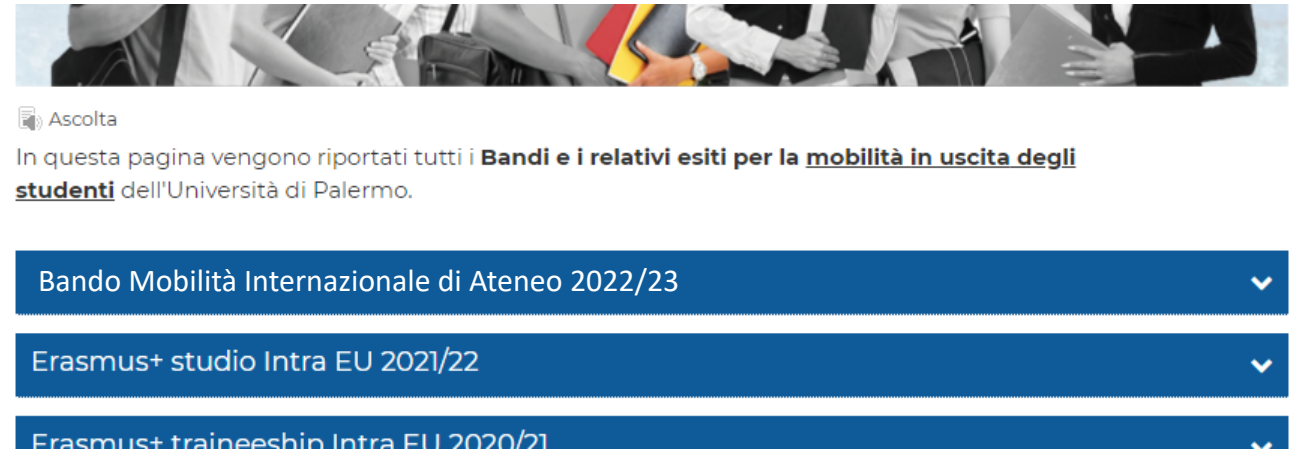 Ascolta
In questa pagina vengono riportati tutti i Bandi e i relativi esiti per la mobilità in uscita degli
studenti dell'Università di Palermo.
Bando Mobilità Internazionale di Ateneo 2022/23
Erasmus+ studio Intra EU 2021/22
Erasmus+ traineeship Intra EU 2020/21